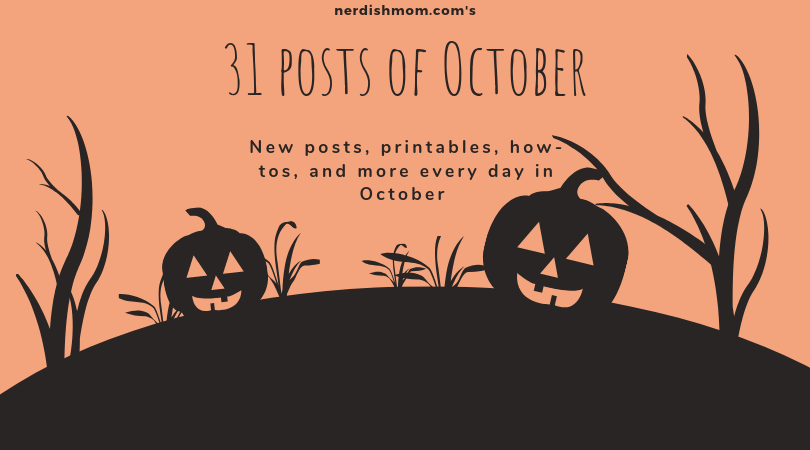 nerdishmom.com's
31 posts of October
New posts, printables, how-
tos, and more every day in
October